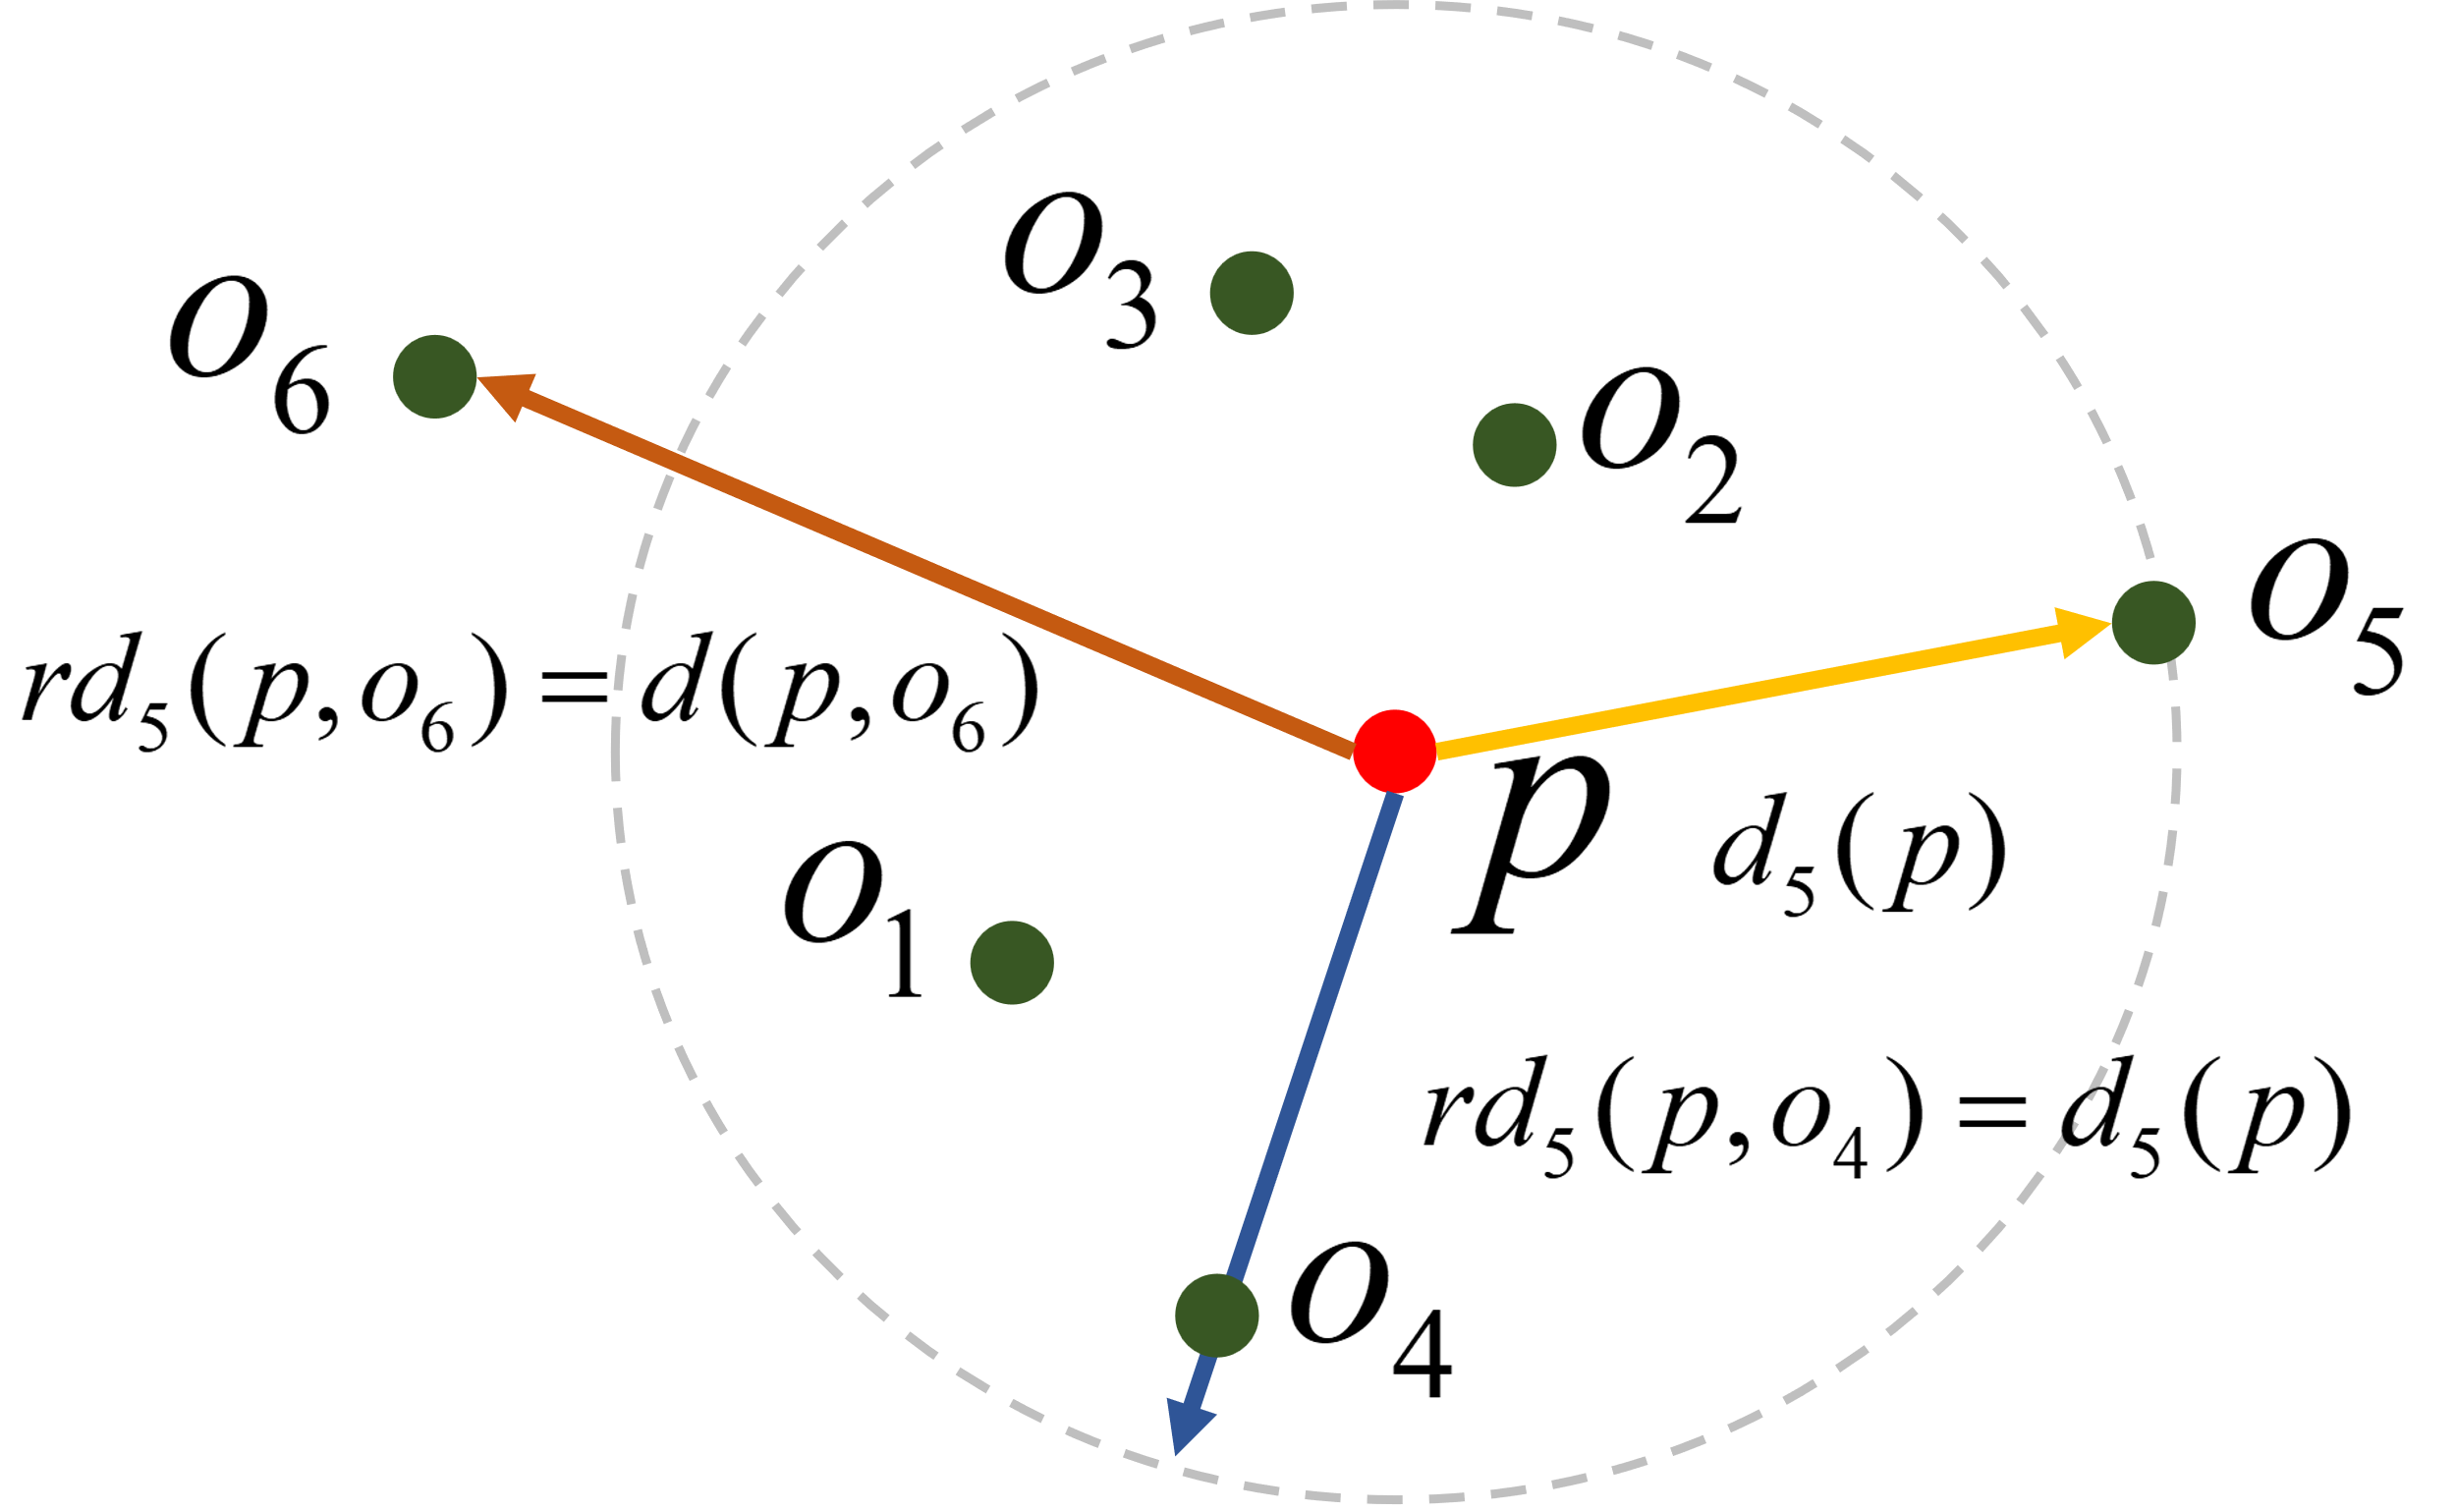 o₃
o₆
o₂
o₅
rd₅(p,o₆)=d(p,o₆)
p
d₅(p)
o₁
rd₅(p,o₄)=d₅(p)
o₄